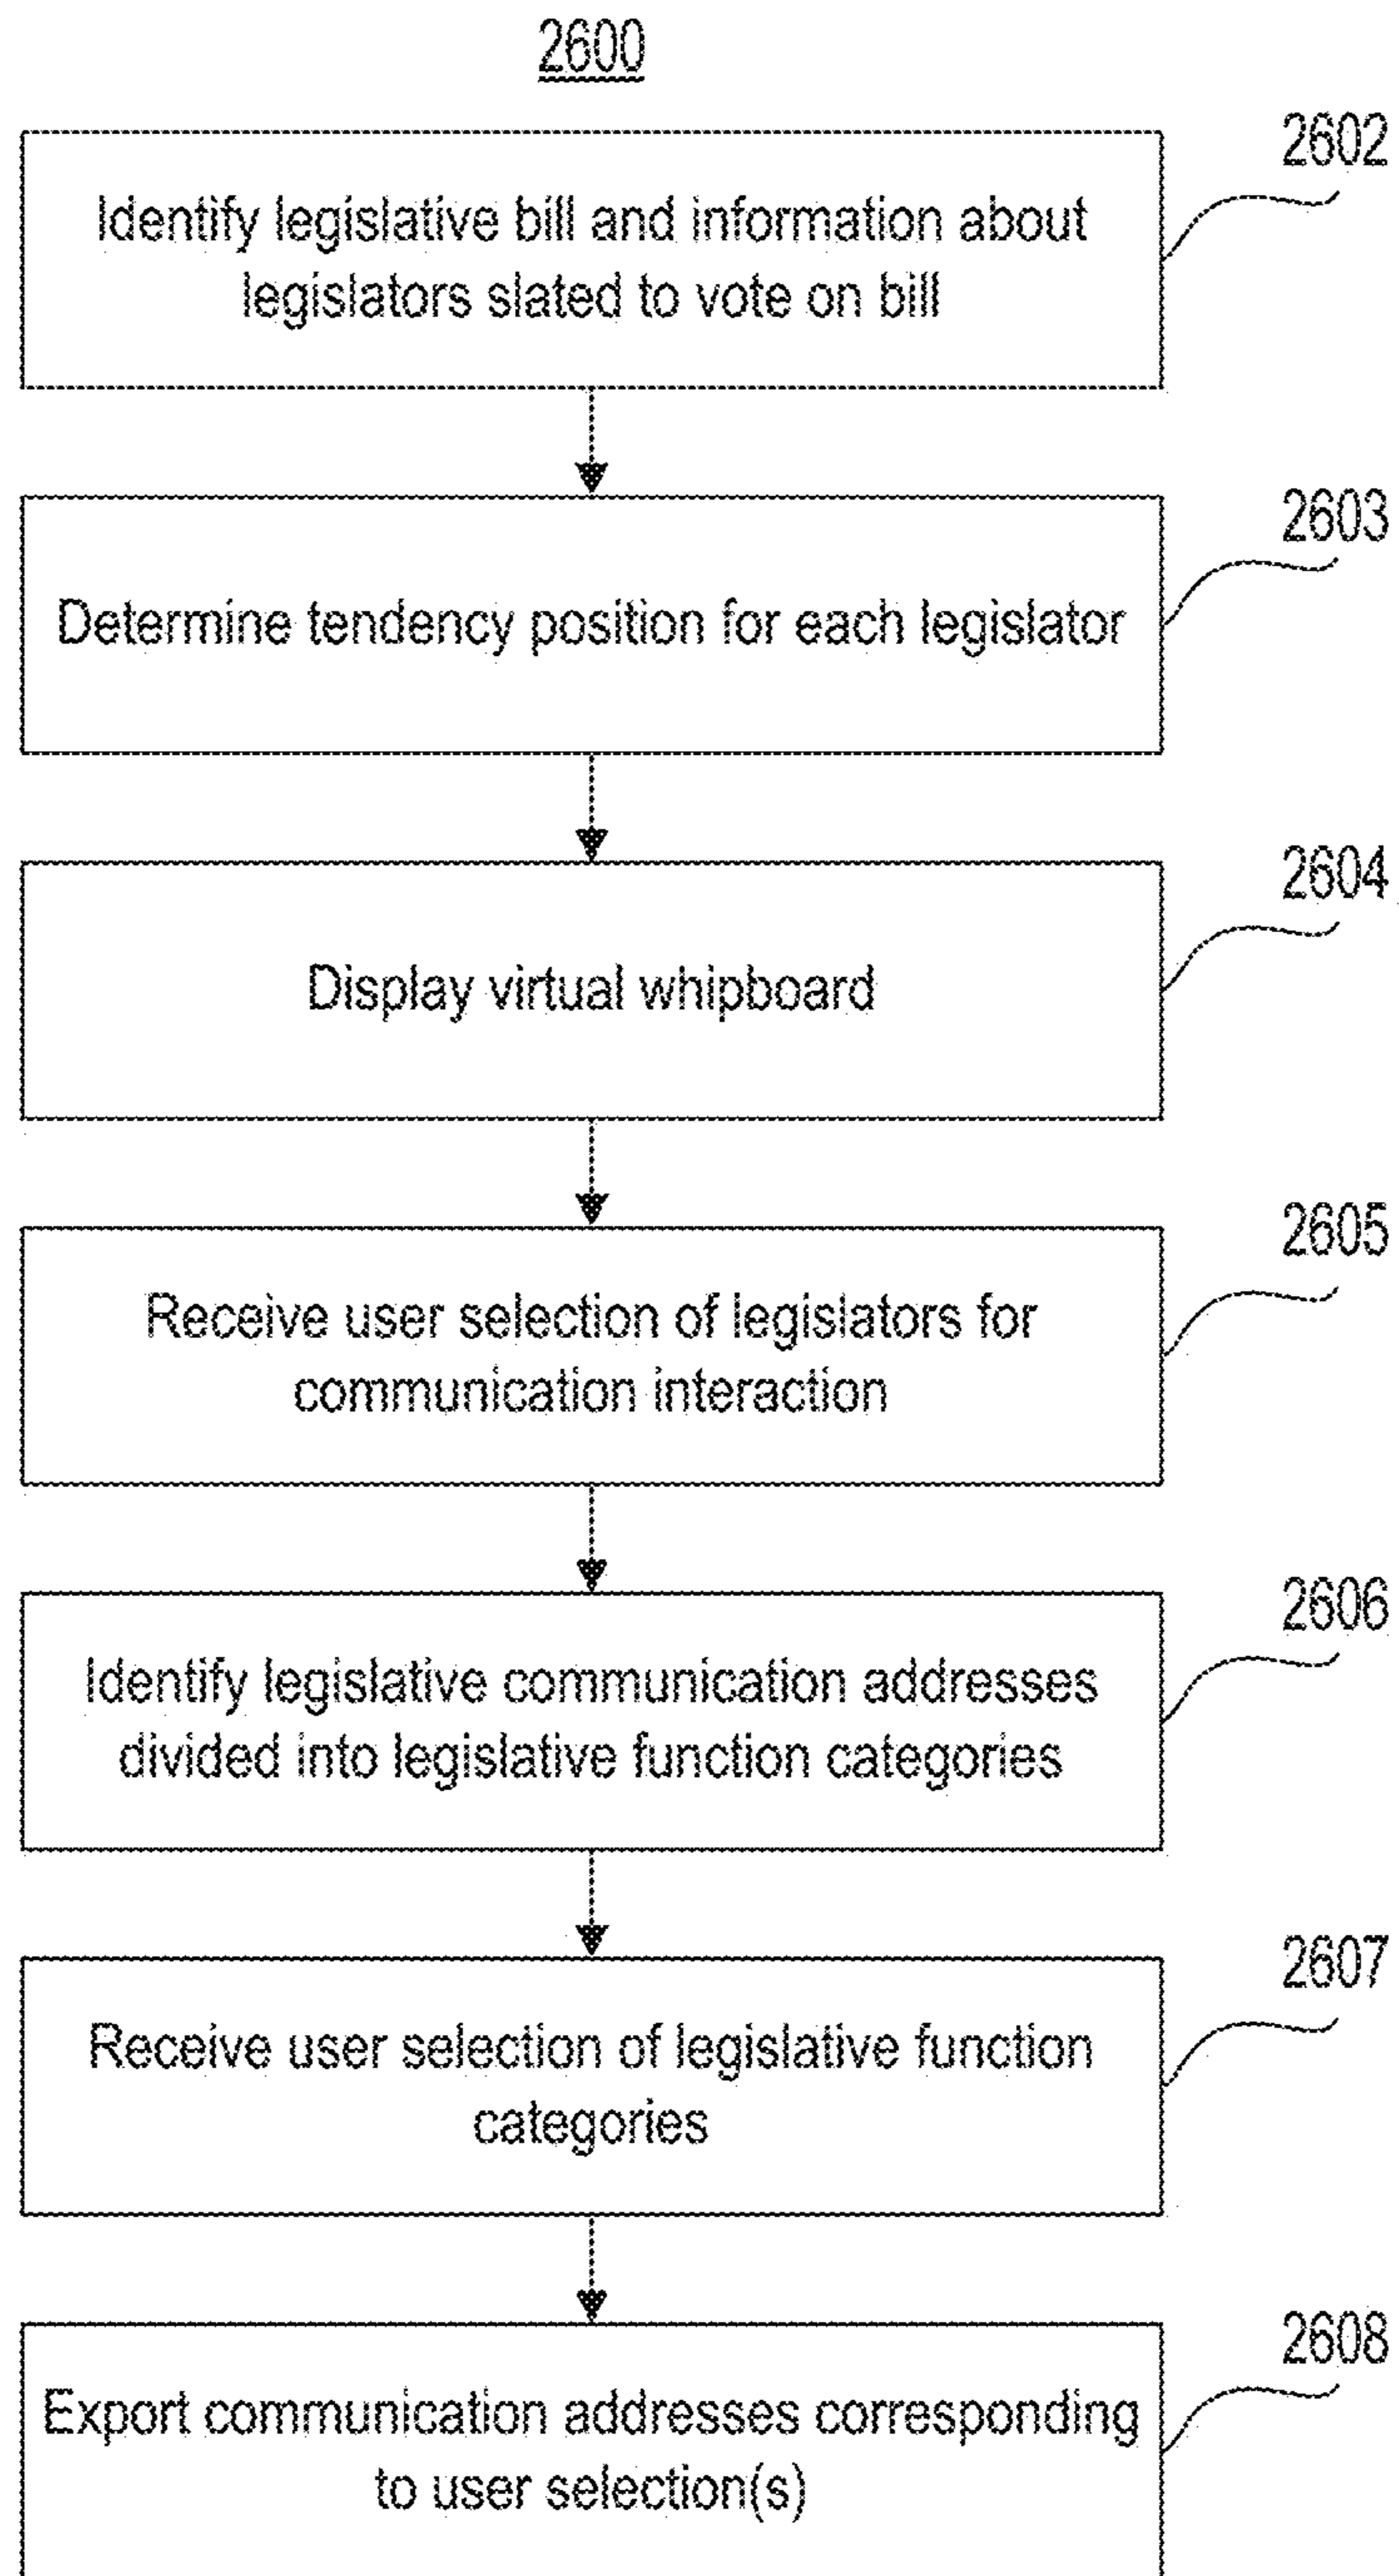 2600
2602
Identify legislative bill and information about
legislators slated to vote on bill
2603
Determine tendency position for each legislator
2604
Display virtual whipboard
2605
Receive user selection of legislators for
communication interaction
2606
Identify legislative communication addresses
divided into legislative function categories
2607
Receive user selection of legislative function
categories
2608
Export communication addresses corresponding
to user selection(s)